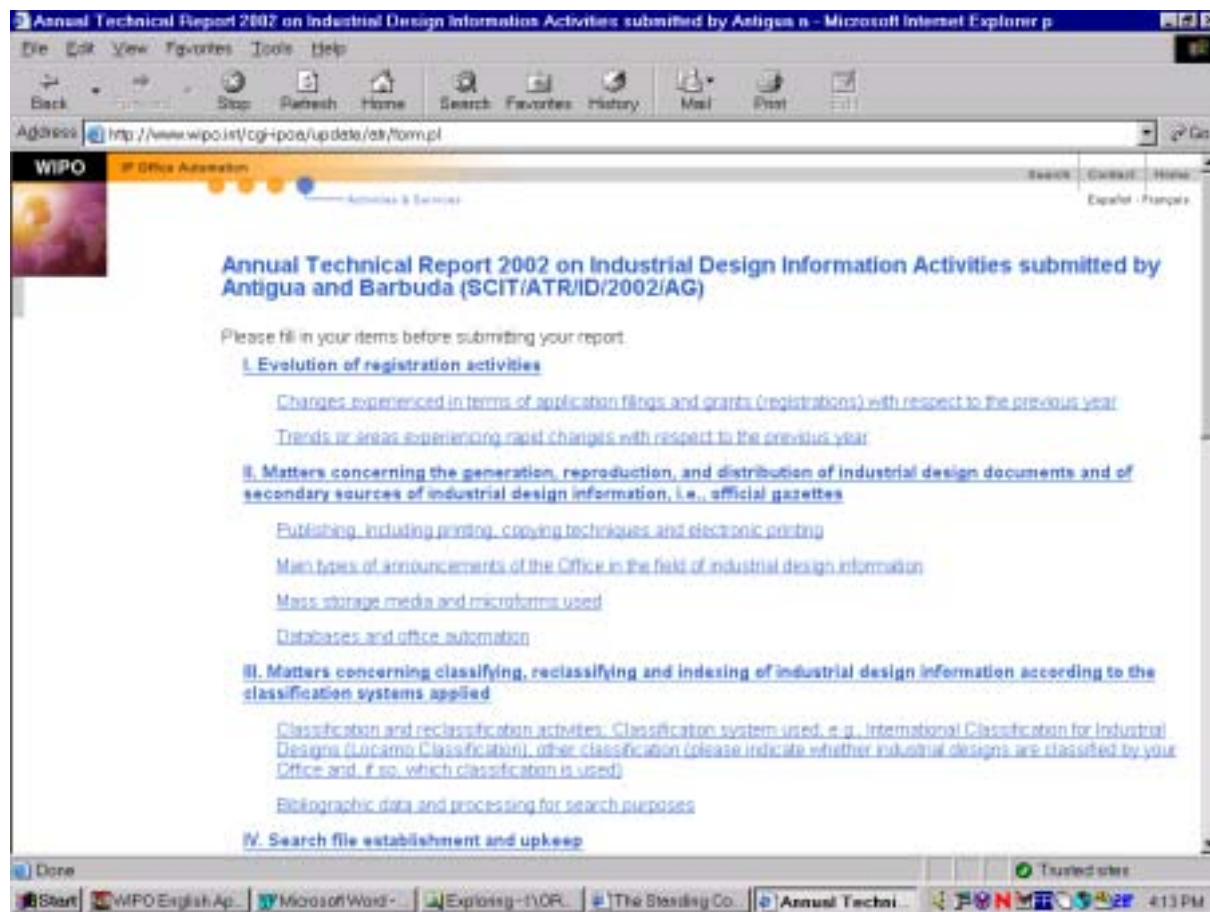 Annual Technical Report 2002 on Industrial Design Information Activities submitted by Antigua n - Microsoft Internet Explorer p
File Edit View Favorites Tools Help
Back Forward Stop Refresh Home Search Favorites History Mail Print Edit
Address http://www.wipo.int/cgi-ipoa/update/atr/form.pl Go
WIPO IP Office Automation Search Contact Home
Activities & Services Español - Français
Annual Technical Report 2002 on Industrial Design Information Activities submitted by
Antigua and Barbuda (SCIT/ATR/ID/2002/AG)
Please fill in your items before submitting your report.
I. Evolution of registration activities
Changes experienced in terms of application filings and grants (registrations) with respect to the previous year
Trends or areas experiencing rapid changes with respect to the previous year
II. Matters concerning the generation, reproduction, and distribution of industrial design documents and of
secondary sources of industrial design information, i.e., official gazettes
Publishing, including printing, copying techniques and electronic printing
Main types of announcements of the Office in the field of industrial design information
Mass storage media and microforms used
Databases and office automation
III. Matters concerning classifying, reclassifying and indexing of industrial design information according to the
classification systems applied
Classification and reclassification activities; Classification system used, e.g., International Classification for Industrial
Designs (Locarno Classification), other classification (please indicate whether industrial designs are classified by your
Office and, if so, which classification is used)
Bibliographic data and processing for search purposes
IV. Search file establishment and upkeep
Done Trusted sites
Start WIPO English Ap... Microsoft Word - ... Exploring - I:\OR... The Standing Co... Annual Techni... 4:13 PM